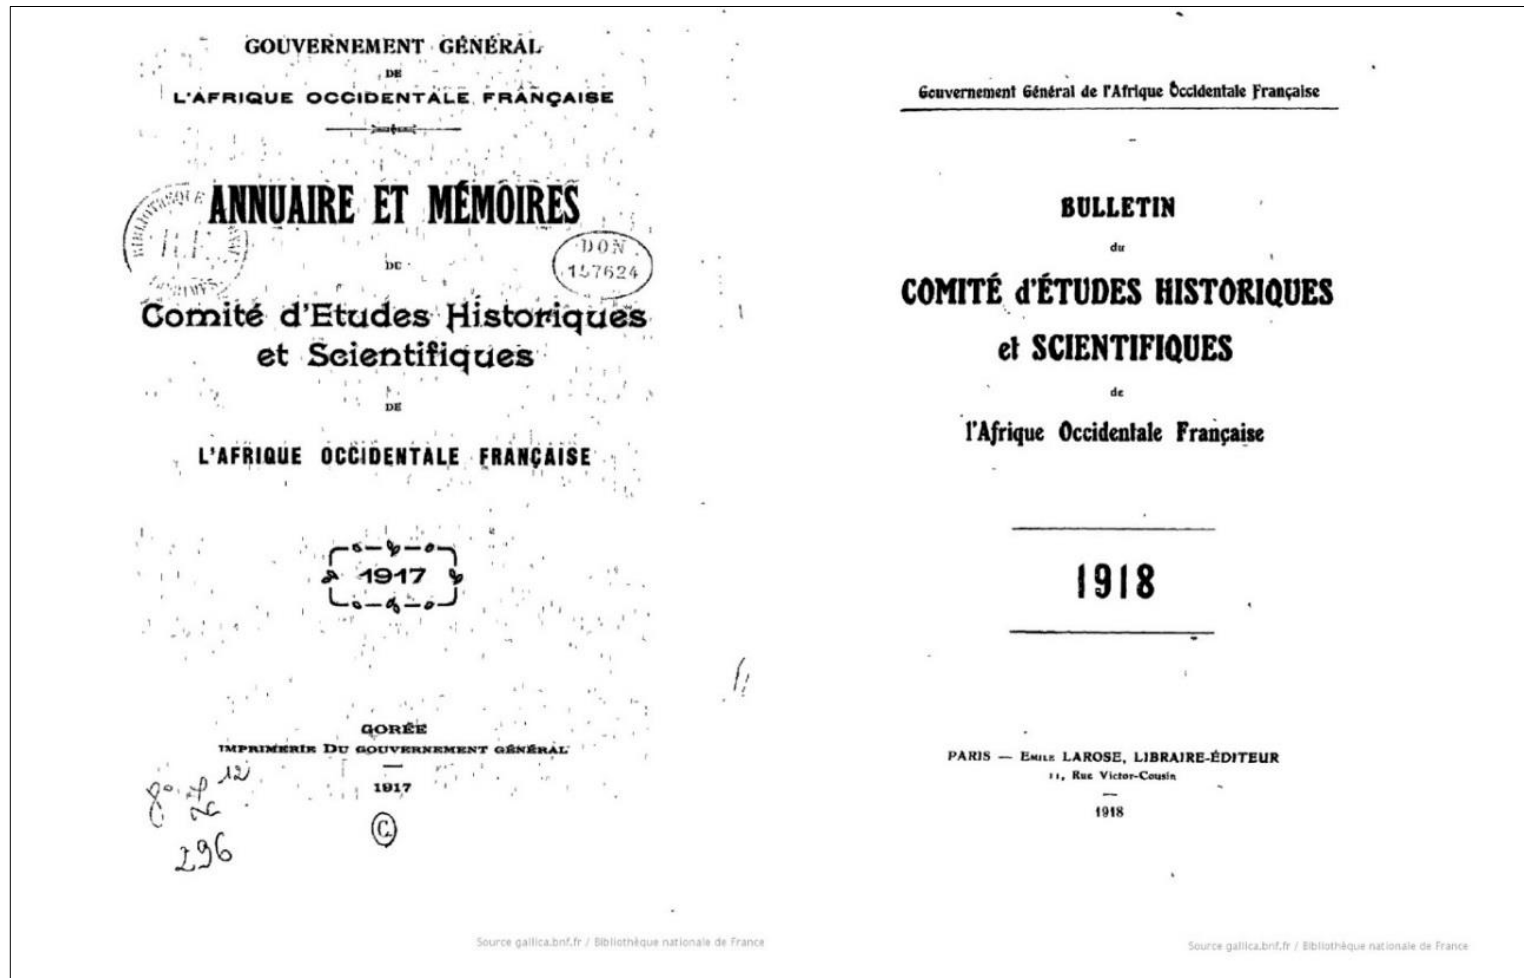 GOUVERNEMENT GÉNÉRAL
DE
L'AFRIQUE OCCIDENTALE FRANÇAISE
ANNUAIRE ET MÉMOIRES
DU
Comité d'Etudes Historiques
et Scientifiques
DE
L'AFRIQUE OCCIDENTALE FRANÇAISE
1917
GORÉE
IMPRIMERIE DU GOUVERNEMENT GÉNÉRAL
1917
C
DON
157624
12
296
Source gallica.bnf.fr / Bibliothèque nationale de France
Gouvernement Général de l'Afrique Occidentale Française
BULLETIN
du
COMITÉ d'ÉTUDES HISTORIQUES
et SCIENTIFIQUES
de
l'Afrique Occidentale Française
1918
PARIS — EMILE LAROSE, LIBRAIRE-ÉDITEUR
11, Rue Victor-Cousin
1918
Source gallica.bnf.fr / Bibliothèque nationale de France